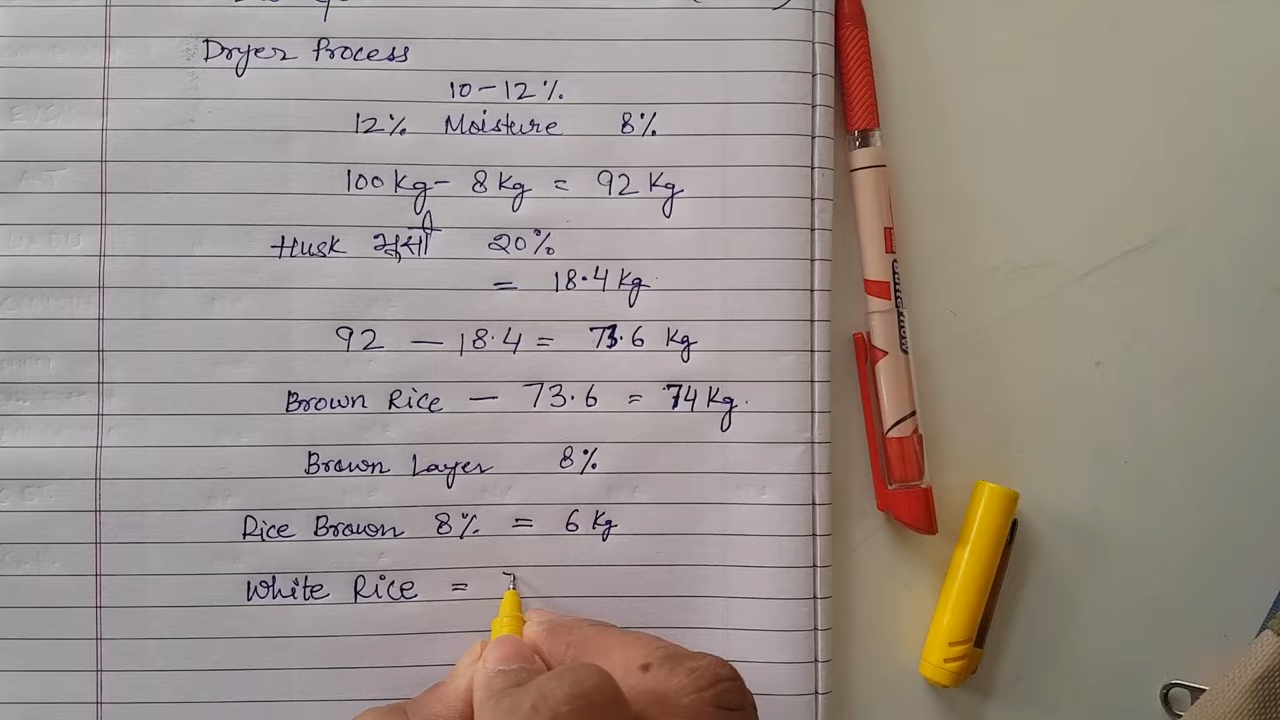 Dryer Process
10-12%
12% Moisture 8%
100 Kg - 8 Kg = 92 Kg
Husk भूसी 20%
= 18.4 Kg.
92 - 18.4 = 73.6 Kg
Brown Rice - 73.6 = 74 Kg.
Brown Layer 8%
Rice Brown 8% = 6 Kg
White Rice =
Butterflow